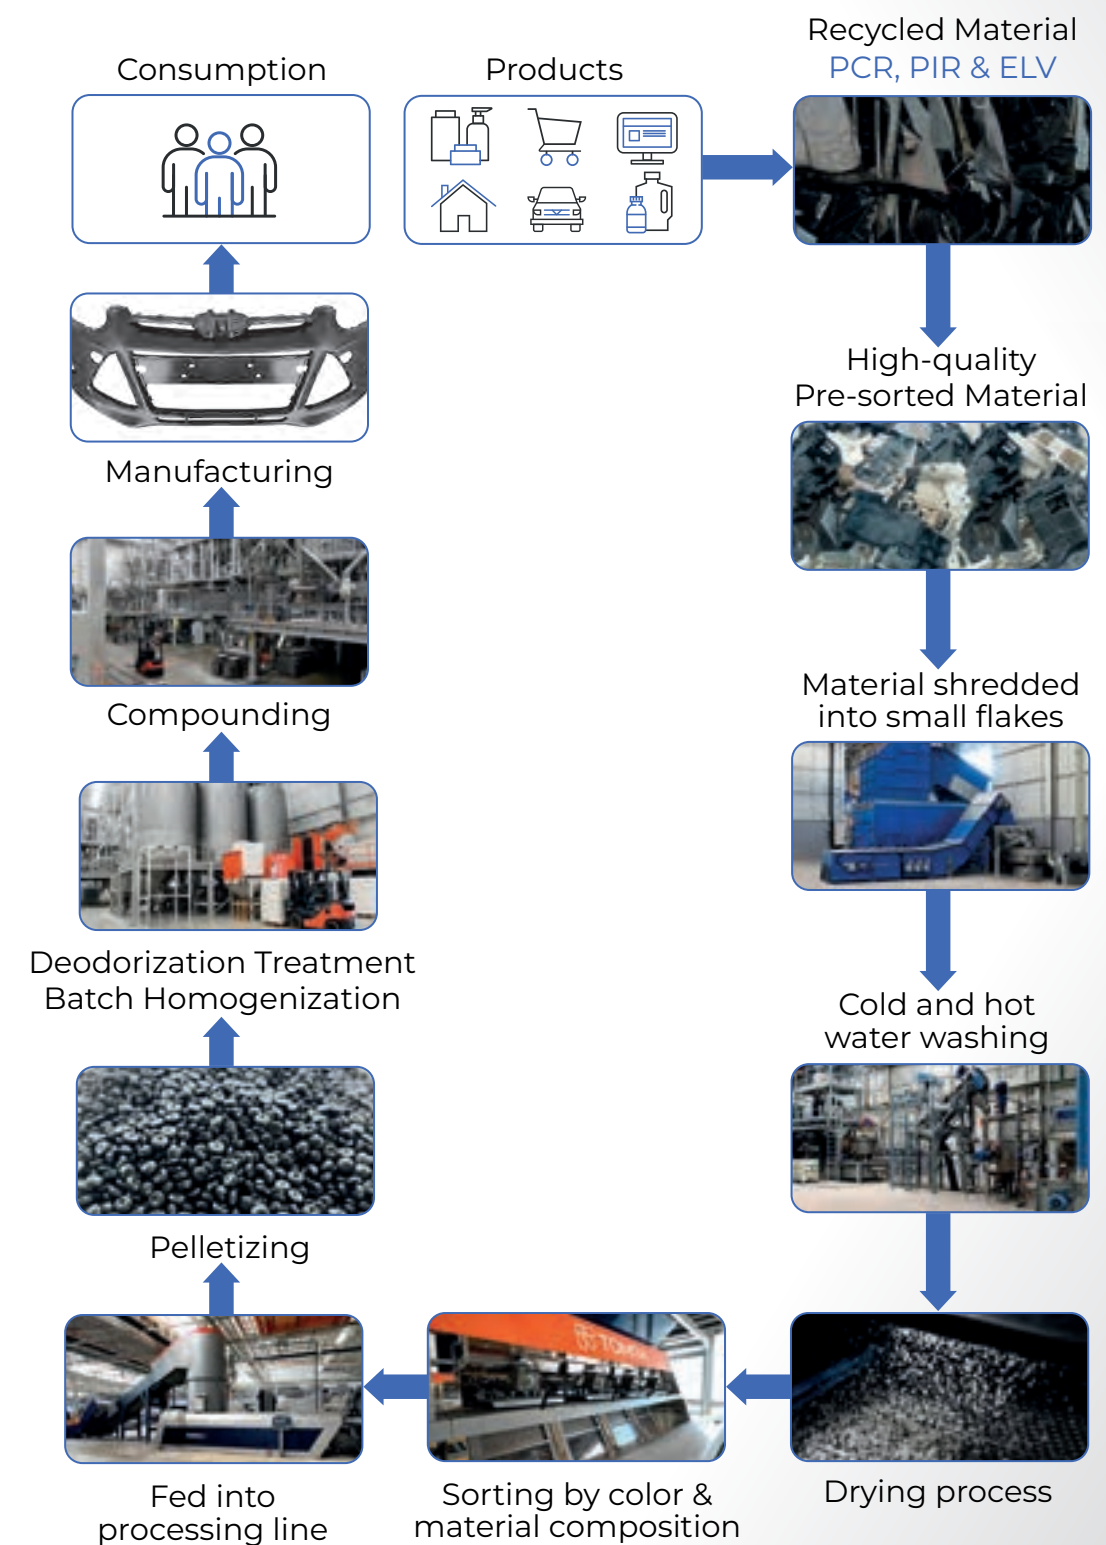 Consumption
Products
Recycled Material
PCR, PIR & ELV
High-quality
Pre-sorted Material
Material shredded
into small flakes
Cold and hot
water washing
Drying process
Sorting by color &
material composition
Fed into
processing line
Pelletizing
Deodorization Treatment
Batch Homogenization
Compounding
Manufacturing